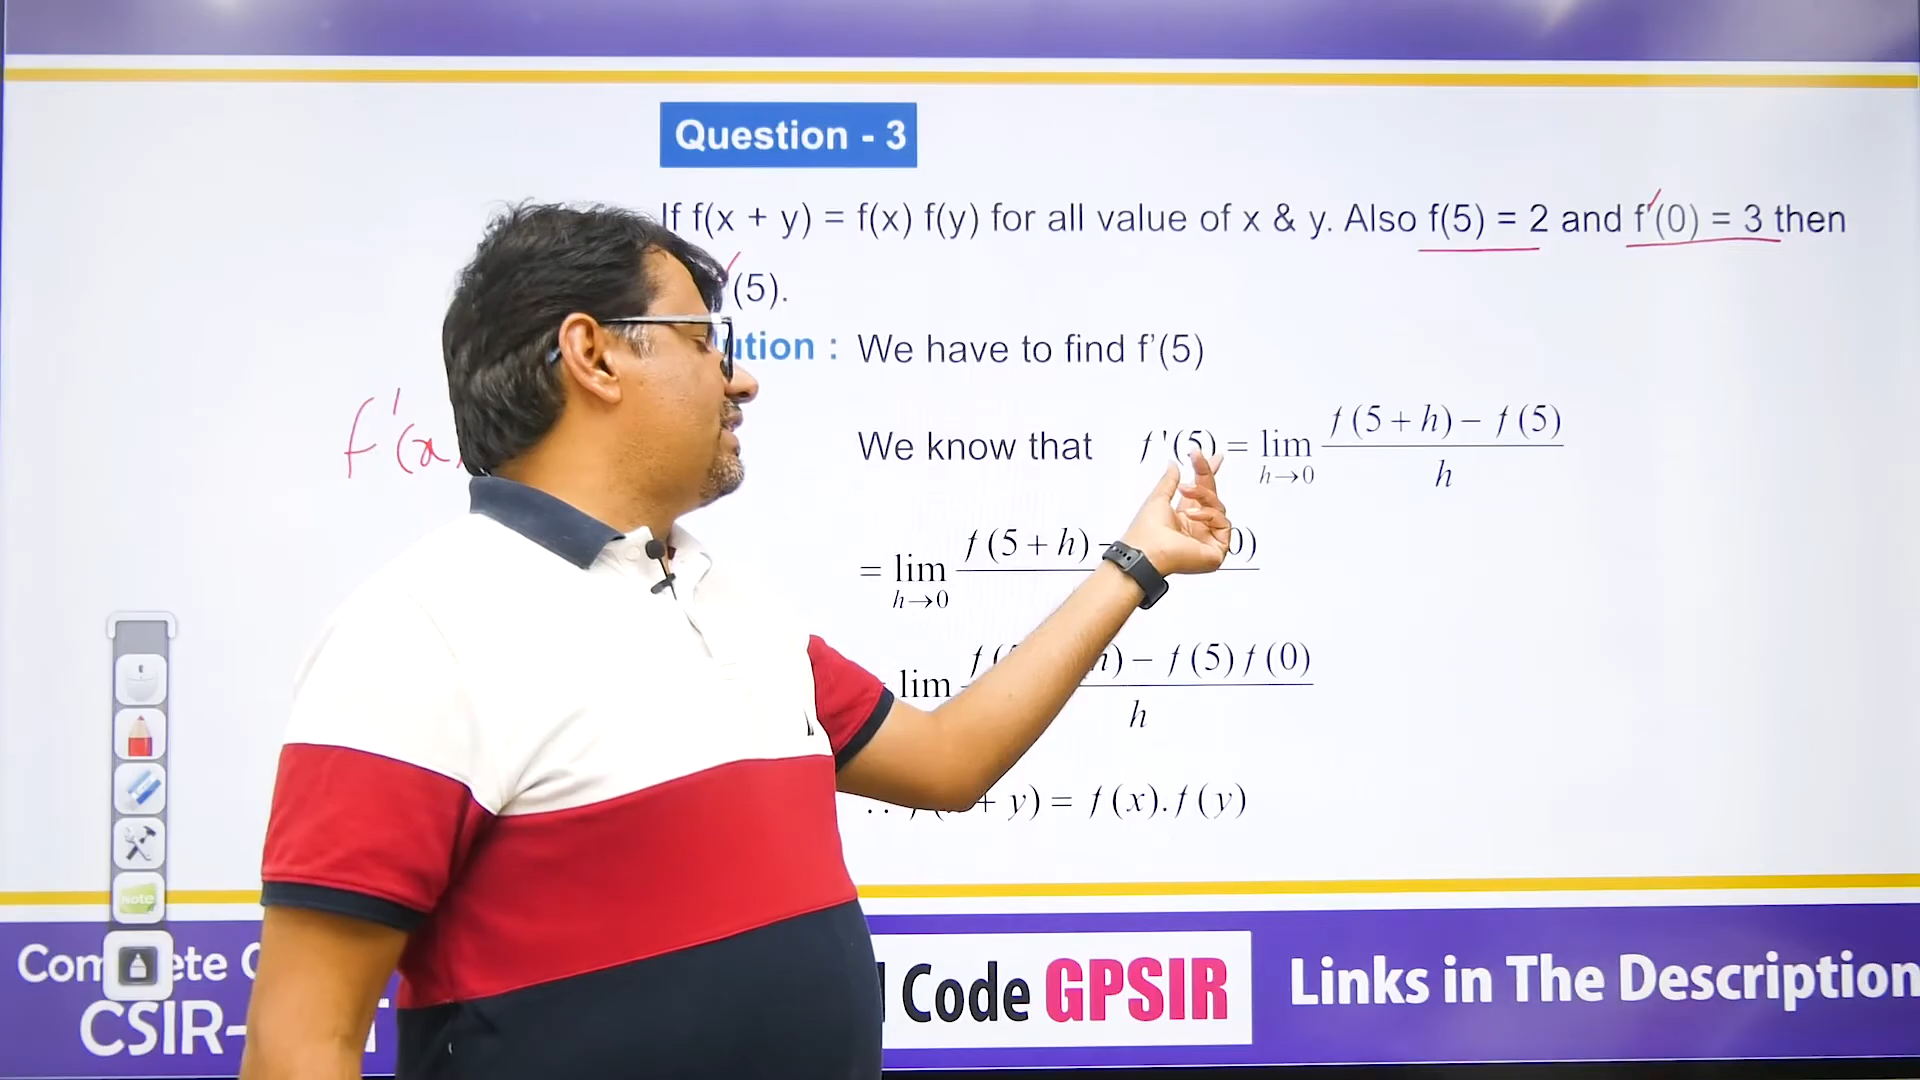 Question - 3
If f(x + y) = f(x) f(y) for all value of x & y. Also f(5) = 2 and f'(0) = 3 then
'(5).
ution : We have to find f'(5)
f'(x
We know that f'(5) = lim h→0 f(5 + h) − f(5) / h
= lim h→0 f(5 + h) − 0)
lim f( h) − f(5) f(0) / h
+ y) = f(x).f(y)
Note
Code GPSIR
Links in The Description
CSIR-